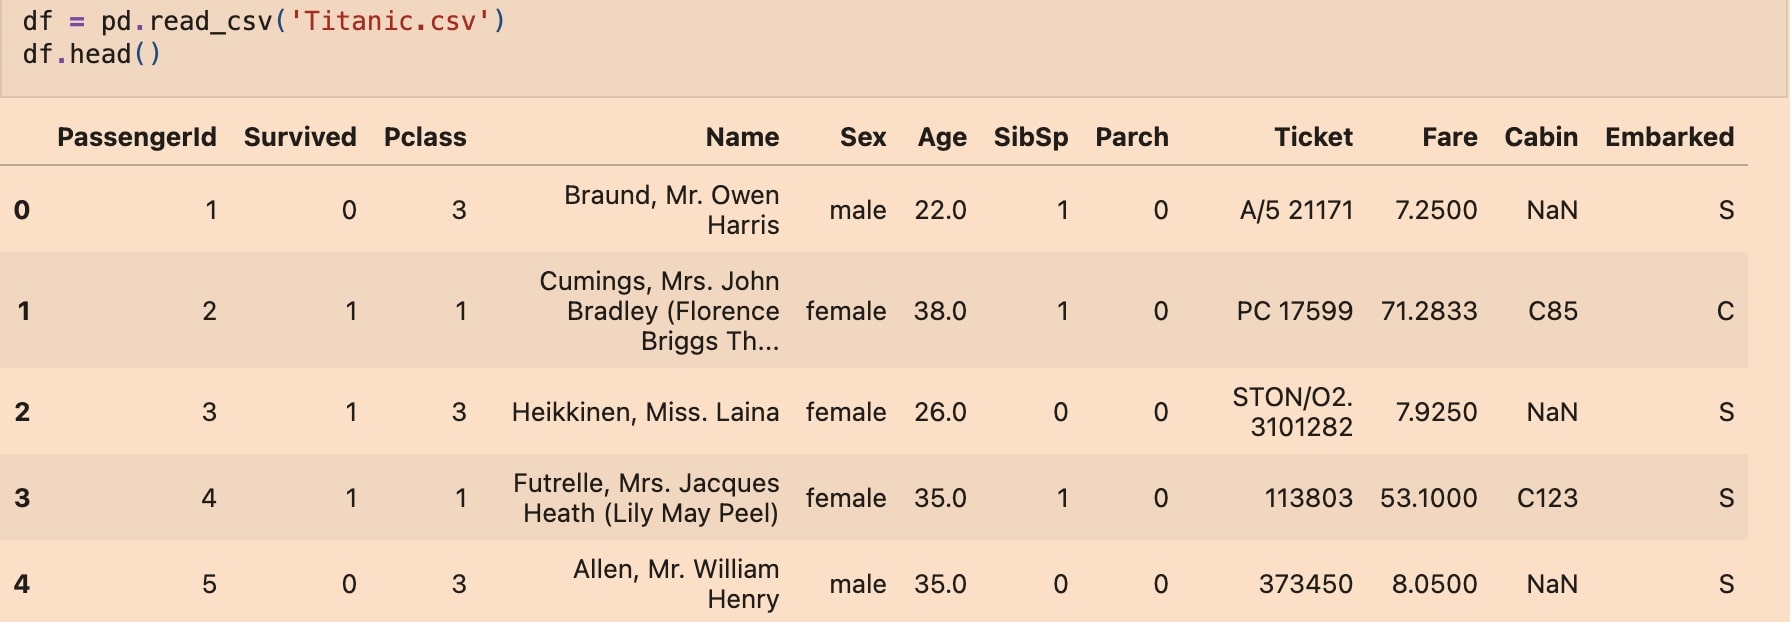 df = pd.read_csv('Titanic.csv')
df.head()
PassengerId Survived Pclass Name Sex Age SibSp Parch Ticket Fare Cabin Embarked
0 1 0 3 Braund, Mr. Owen Harris male 22.0 1 0 A/5 21171 7.2500 NaN S
1 2 1 1 Cumings, Mrs. John Bradley (Florence Briggs Th... female 38.0 1 0 PC 17599 71.2833 C85 C
2 3 1 3 Heikkinen, Miss. Laina female 26.0 0 0 STON/O2. 3101282 7.9250 NaN S
3 4 1 1 Futrelle, Mrs. Jacques Heath (Lily May Peel) female 35.0 1 0 113803 53.1000 C123 S
4 5 0 3 Allen, Mr. William Henry male 35.0 0 0 373450 8.0500 NaN S